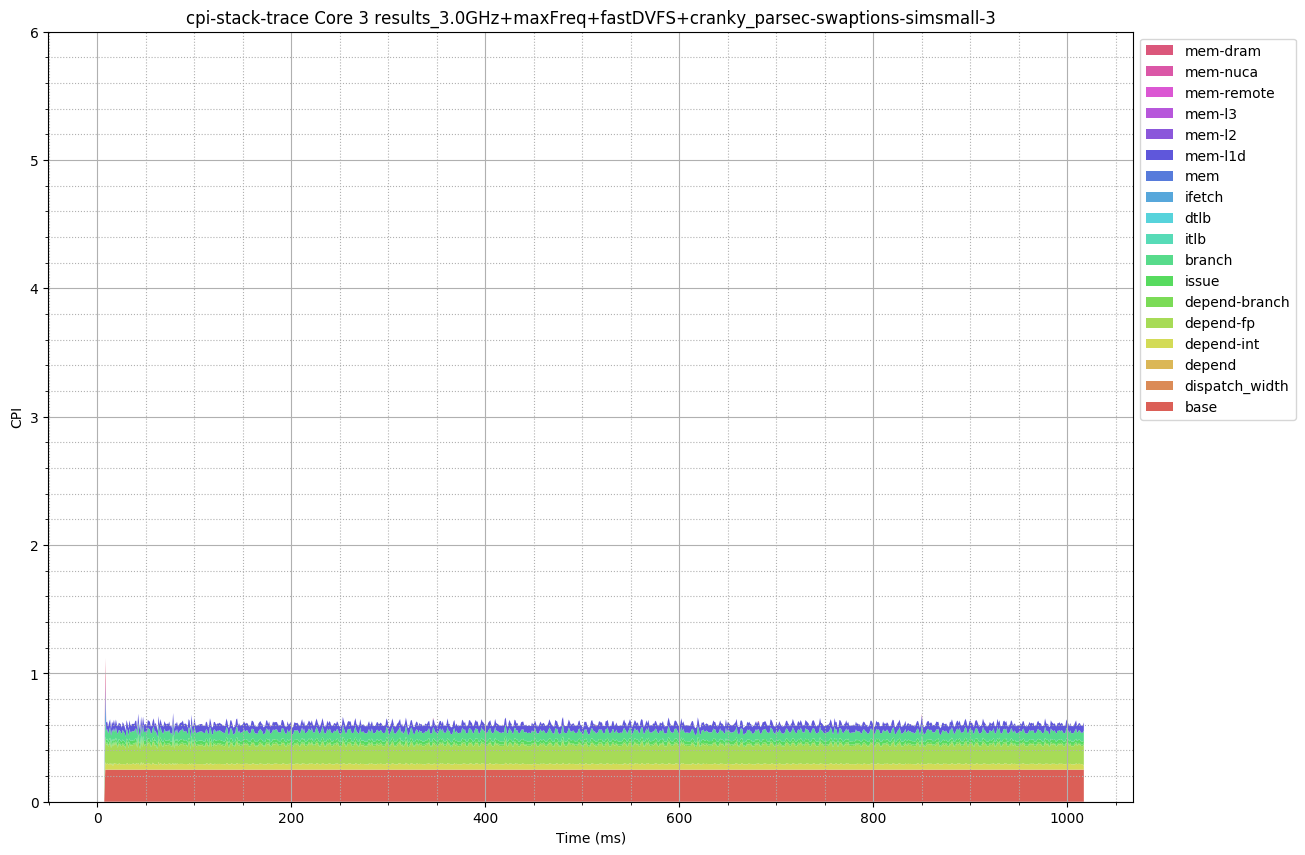 cpi-stack-trace Core 3 results_3.0GHz+maxFreq+fastDVFS+cranky_parsec-swaptions-simsmall-3
6
5
4
3
2
1
0
CPI
0 200 400 600 800 1000
Time (ms)
mem-dram
mem-nuca
mem-remote
mem-l3
mem-l2
mem-l1d
mem
ifetch
dtlb
itlb
branch
issue
depend-branch
depend-fp
depend-int
depend
dispatch_width
base